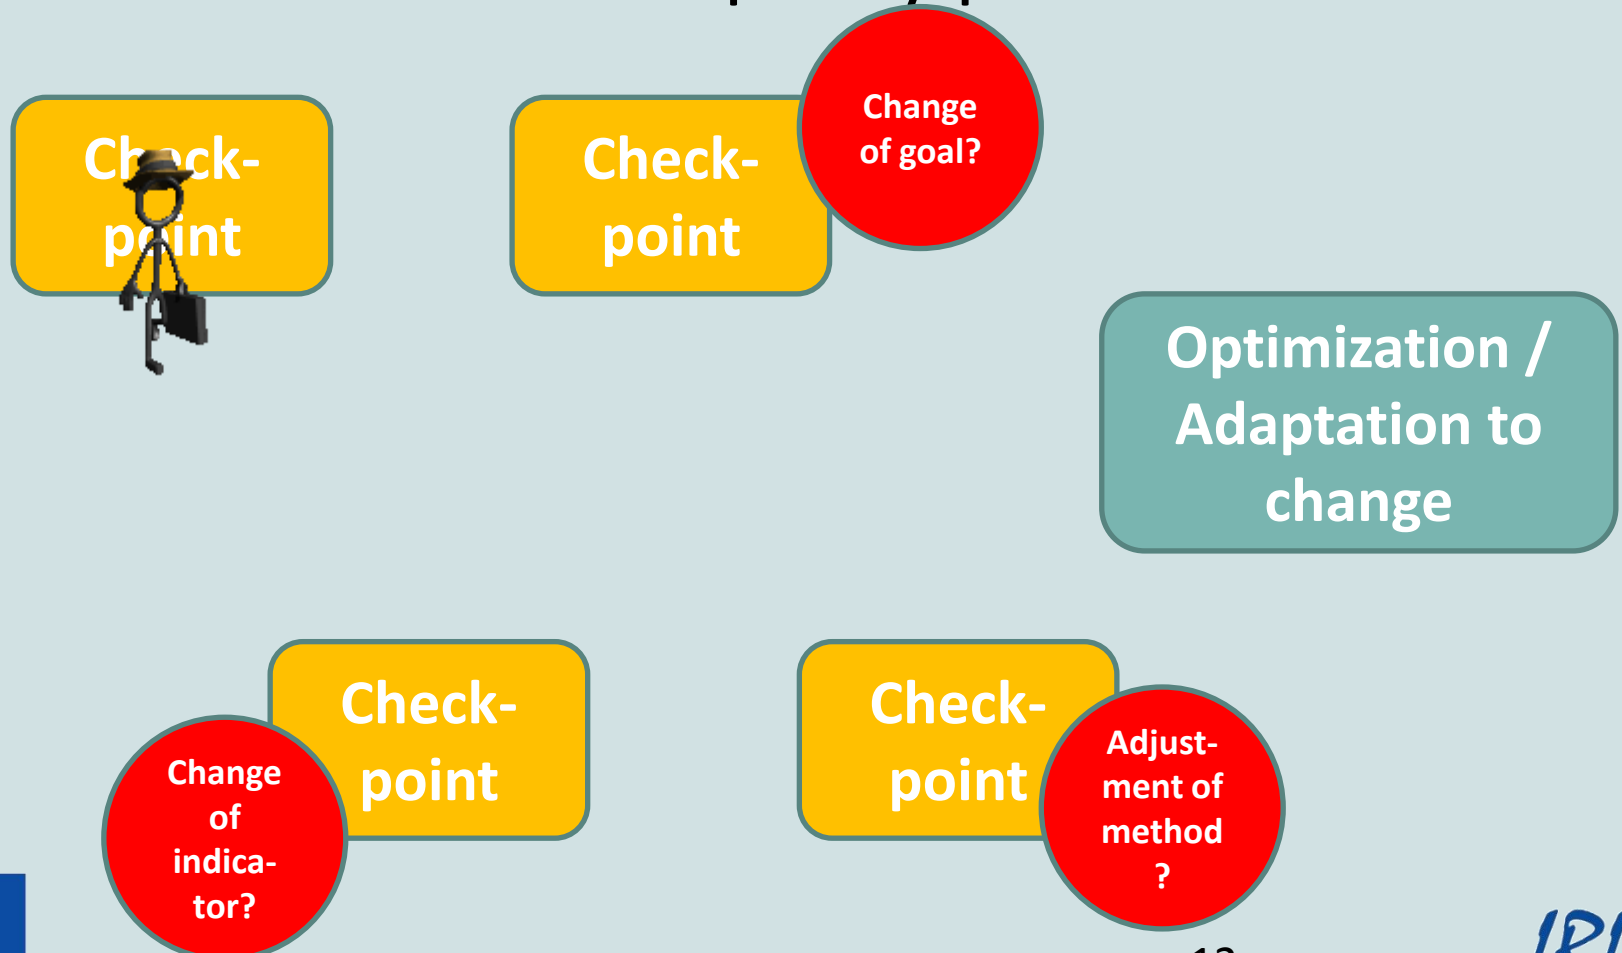 Change
of goal?
Check-
point
Check-
point
Optimization /
Adaptation to
change
Check-
point
Check-
point
Change
of
indica-
tor?
Adjust-
ment of
method
?